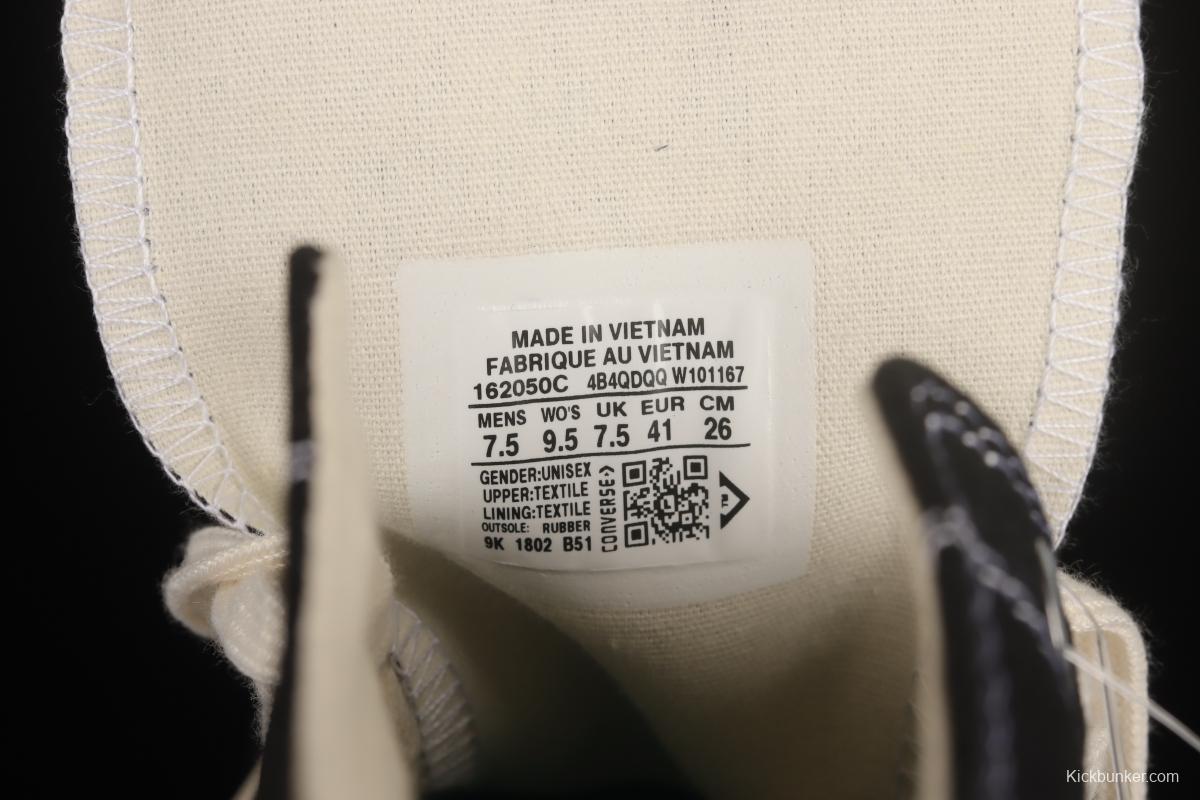 MADE IN VIETNAM
FABRIQUE AU VIETNAM
162050C 4B4QDQQ W101167
MENS WO'S UK EUR CM
7.5 9.5 7.5 41 26
GENDER:UNISEX
UPPER:TEXTILE
LINING:TEXTILE
OUTSOLE: RUBBER
9K 1802 B51
CONVERSE
Kickbunker.com